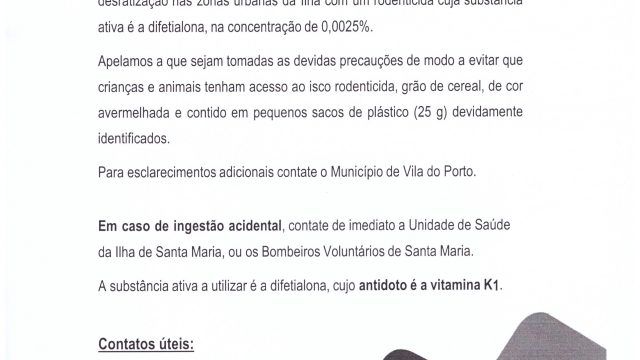 desratização nas zonas urbanas da Ilha com um rodenticida cuja substância
ativa é a difetialona, na concentração de 0,0025%.
Apelamos a que sejam tomadas as devidas precauções de modo a evitar que
crianças e animais tenham acesso ao isco rodenticida, grão de cereal, de cor
avermelhada e contido em pequenos sacos de plástico (25 g) devidamente
identificados.
Para esclarecimentos adicionais contate o Município de Vila do Porto.
Em caso de ingestão acidental, contate de imediato a Unidade de Saúde
da Ilha de Santa Maria, ou os Bombeiros Voluntários de Santa Maria.
A substância ativa a utilizar é a difetialona, cujo antidoto é a vitamina K1.
Contatos úteis: